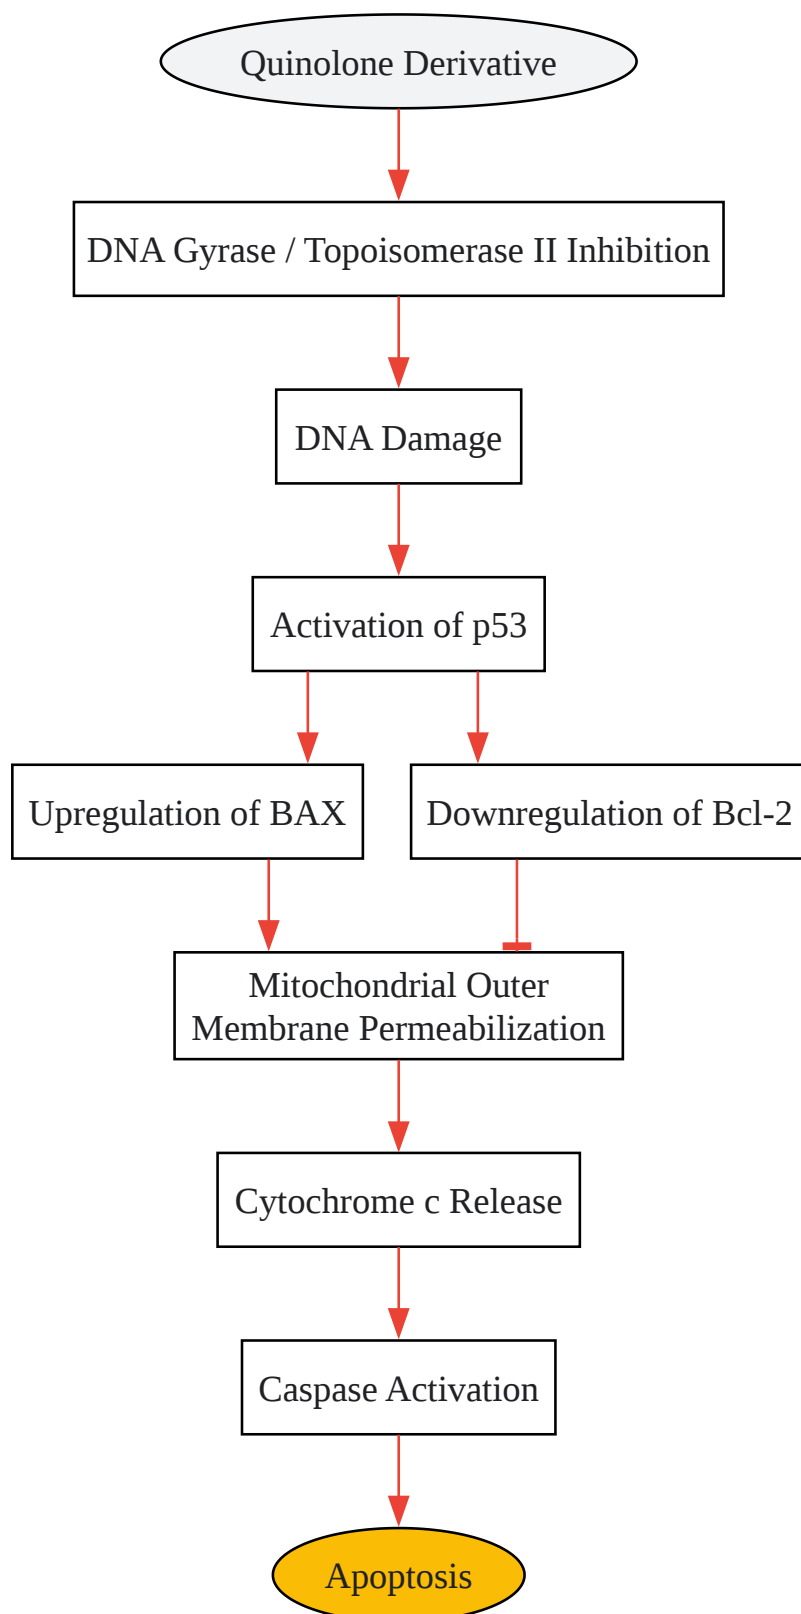 Quinolone Derivative
DNA Gyrase / Topoisomerase II Inhibition
DNA Damage
Activation of p53
Upregulation of BAX
Downregulation of Bcl-2
Mitochondrial Outer
Membrane Permeabilization
Cytochrome c Release
Caspase Activation
Apoptosis